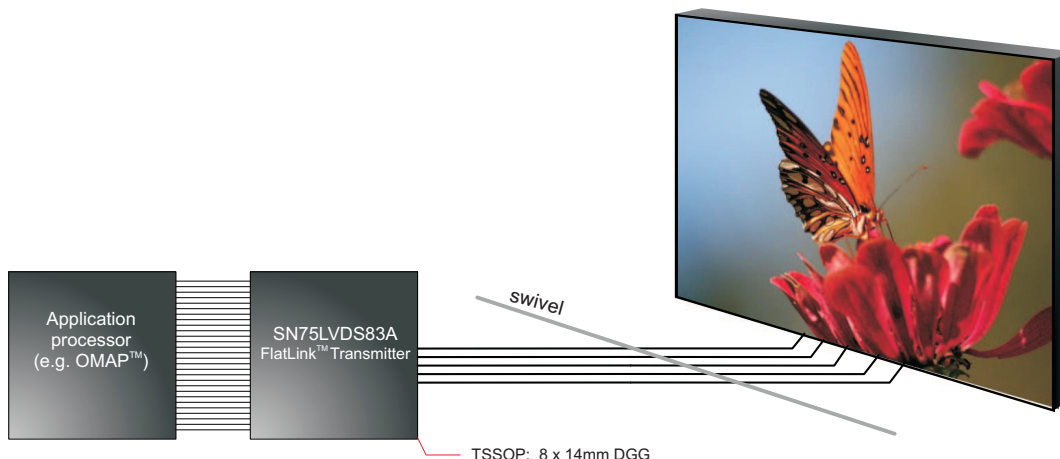 swivel
Application
processor
(e.g. OMAP™)
SN75LVDS83A
FlatLink™ Transmitter
TSSOP: 8 x 14mm DGG